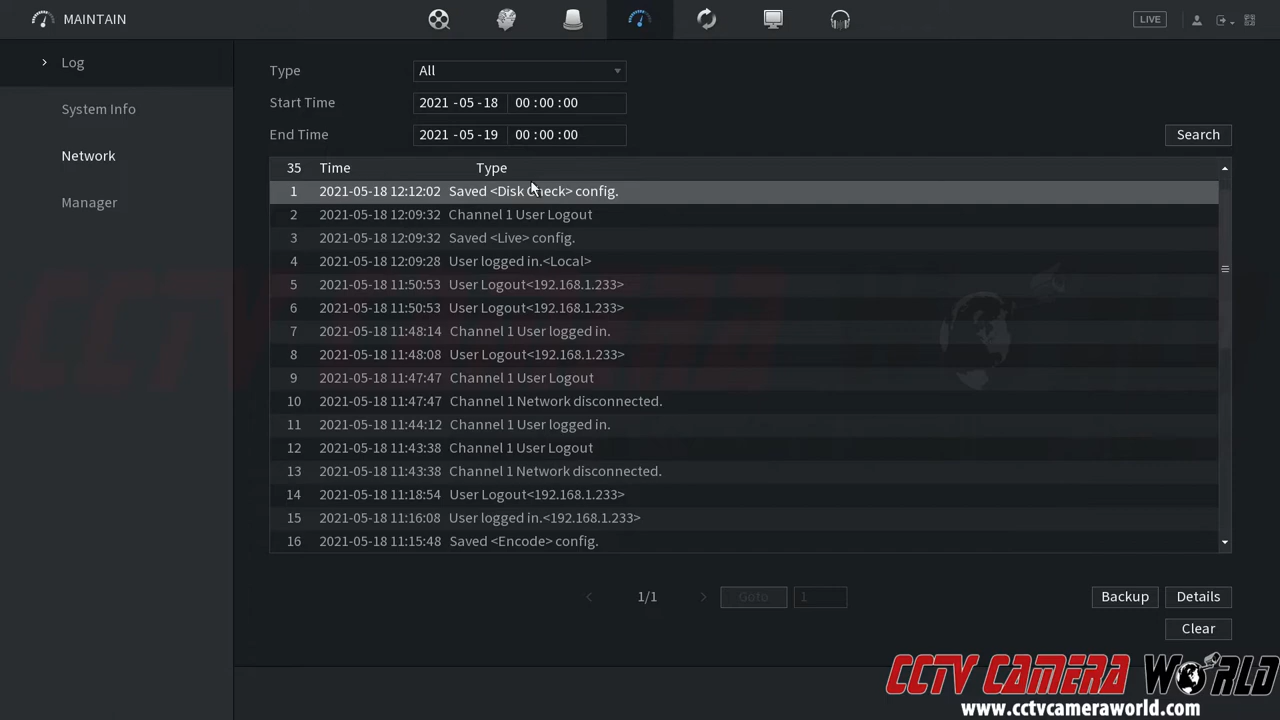 MAINTAIN
LIVE
Log
System Info
Network
Manager
Type All
Start Time 2021 -05 -18 00 : 00 : 00
End Time 2021 -05 -19 00 : 00 : 00
Search
35 Time Type
1 2021-05-18 12:12:02 Saved <Disk Check> config.
2 2021-05-18 12:09:32 Channel 1 User Logout
3 2021-05-18 12:09:32 Saved <Live> config.
4 2021-05-18 12:09:28 User logged in.<Local>
5 2021-05-18 11:50:53 User Logout<192.168.1.233>
6 2021-05-18 11:50:53 User Logout<192.168.1.233>
7 2021-05-18 11:48:14 Channel 1 User logged in.
8 2021-05-18 11:48:08 User Logout<192.168.1.233>
9 2021-05-18 11:47:47 Channel 1 User Logout
10 2021-05-18 11:47:47 Channel 1 Network disconnected.
11 2021-05-18 11:44:12 Channel 1 User logged in.
12 2021-05-18 11:43:38 Channel 1 User Logout
13 2021-05-18 11:43:38 Channel 1 Network disconnected.
14 2021-05-18 11:18:54 User Logout<192.168.1.233>
15 2021-05-18 11:16:08 User logged in.<192.168.1.233>
16 2021-05-18 11:15:48 Saved <Encode> config.
CCTV CAMERA
1/1 Goto 1
Backup Details
Clear
CCTV CAMERA WORLD
www.cctvcameraworld.com